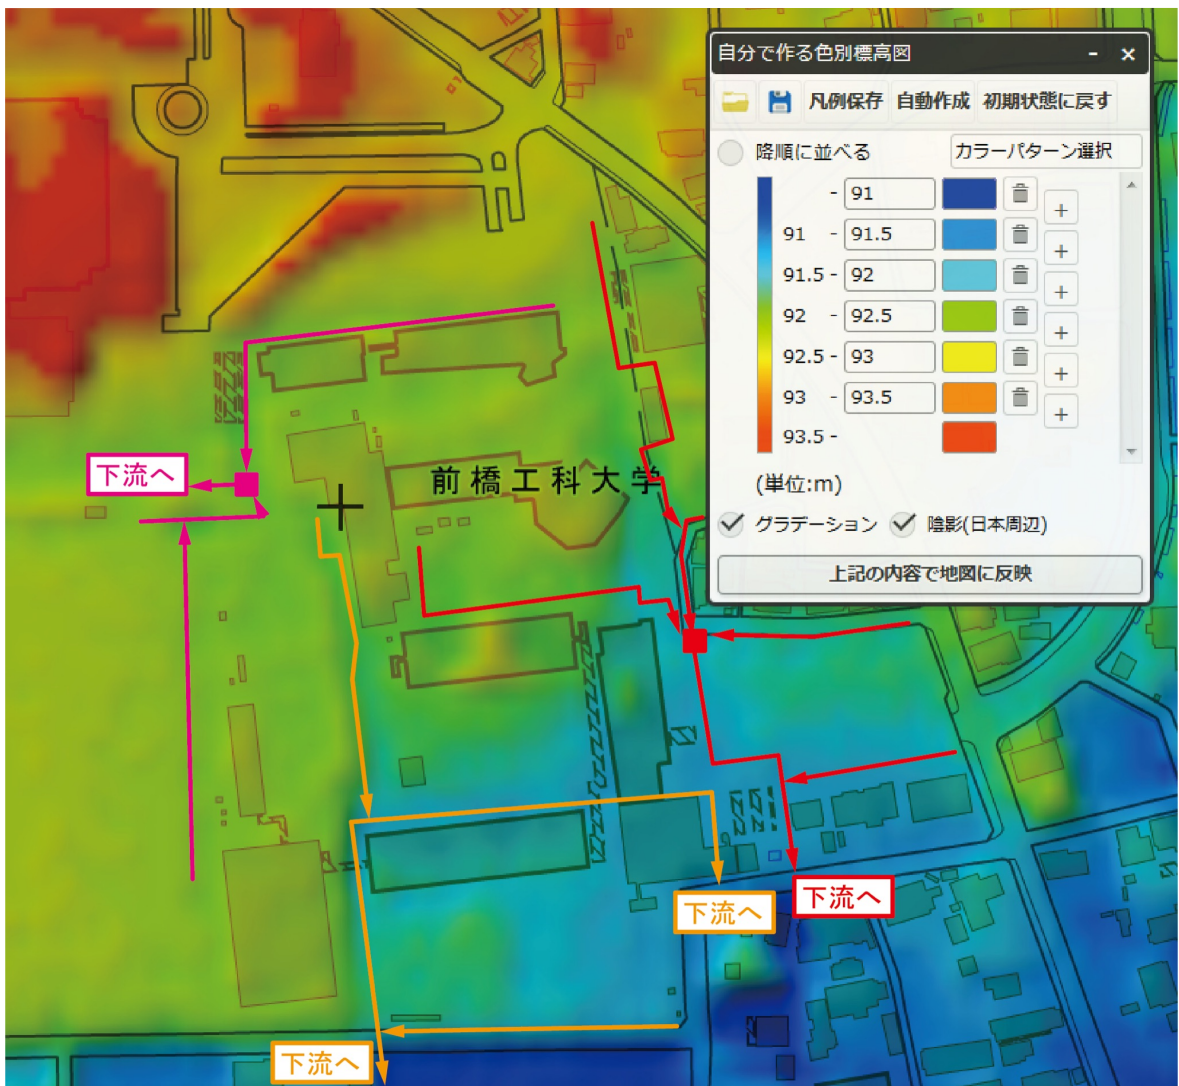 自分で作る色別標高図
凡例保存 自動作成 初期状態に戻す
降順に並べる カラーパターン選択
- 91
91 - 91.5
91.5 - 92
92 - 92.5
92.5 - 93
93 - 93.5
93.5 -
(単位:m)
グラデーション 陰影(日本周辺)
上記の内容で地図に反映
下流へ
前橋工科大学
下流へ
下流へ
下流へ